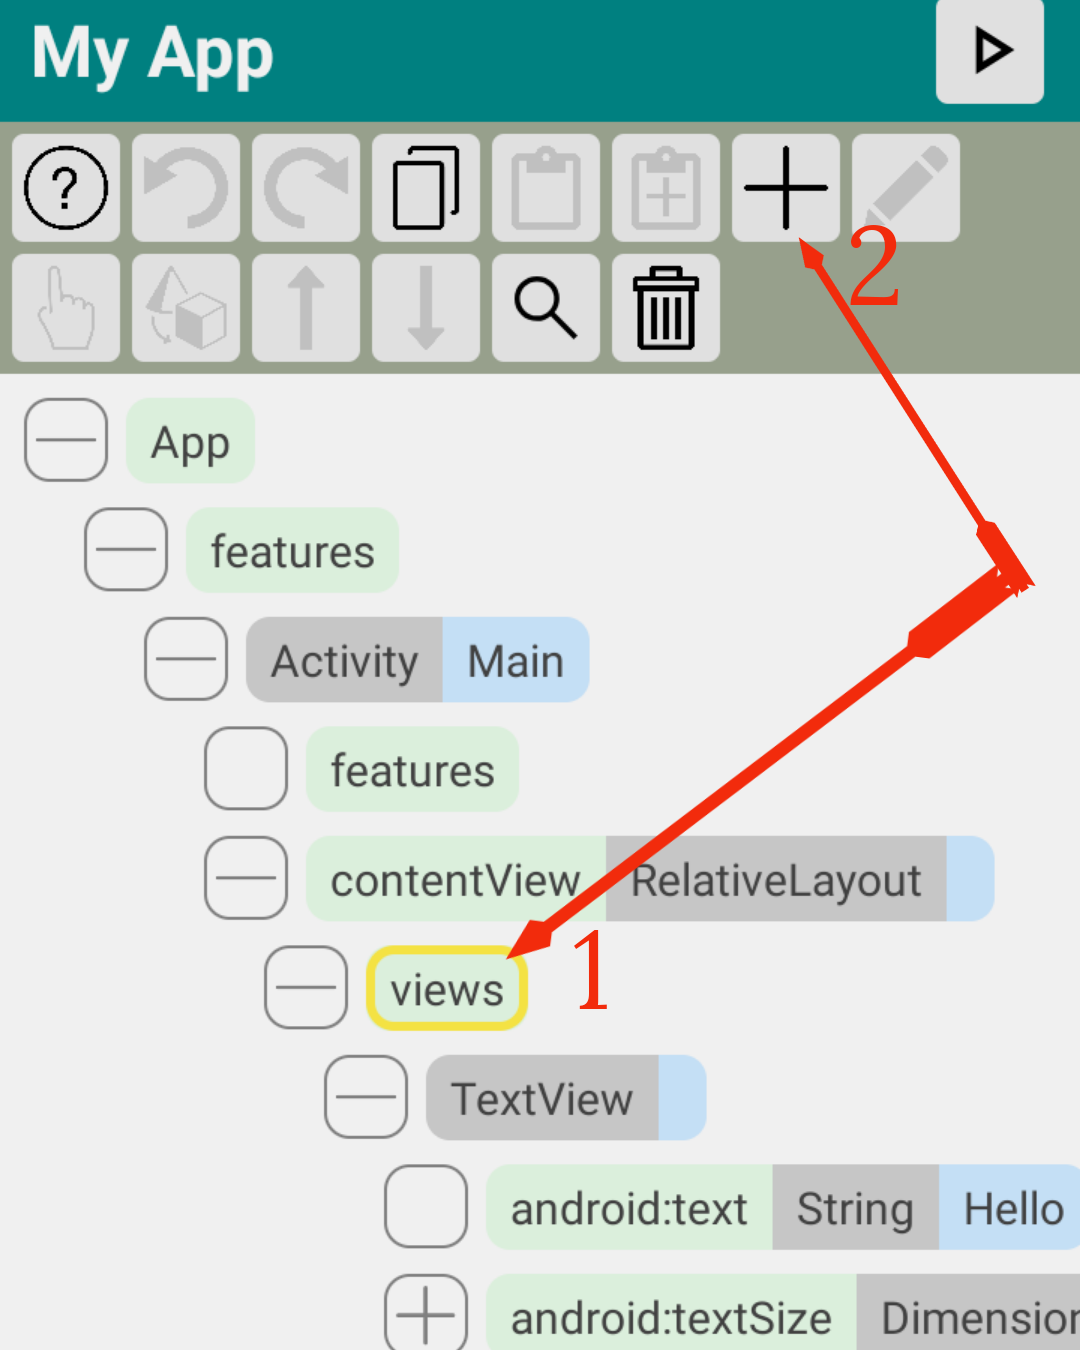 My App
?
2
App
features
Activity Main
features
contentView RelativeLayout
views 1
TextView
android:text String Hello
android:textSize Dimension